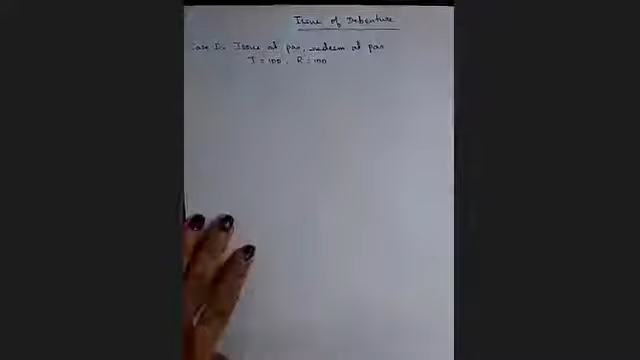 Issue of Debenture
Case I:- Issue at par, redeem at par
I = 100, R = 100